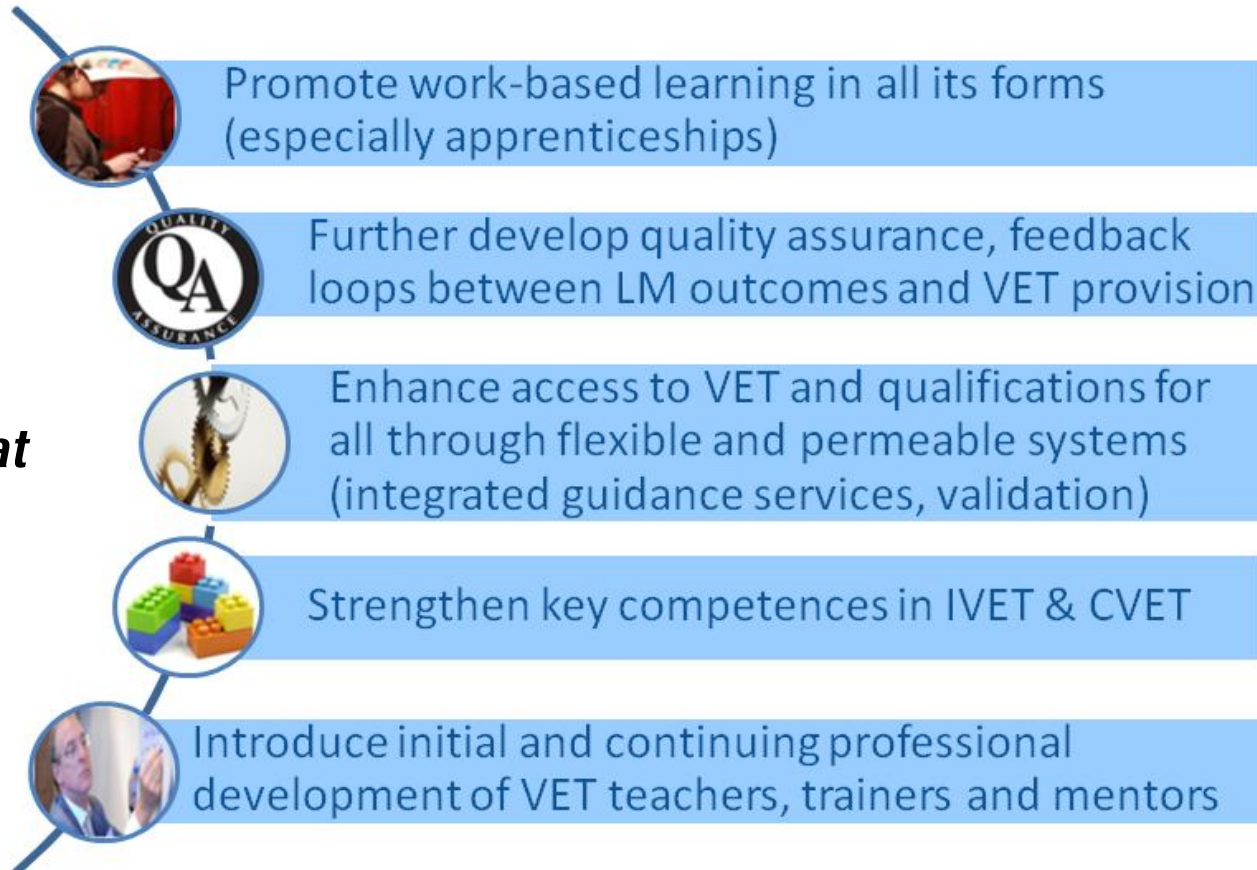 Promote work-based learning in all its forms
(especially apprenticeships)
QUALITY
QA
ASSURANCE
Further develop quality assurance, feedback
loops between LM outcomes and VET provision
at
Enhance access to VET and qualifications for
all through flexible and permeable systems
(integrated guidance services, validation)
Strengthen key competences in IVET & CVET
Introduce initial and continuing professional
development of VET teachers, trainers and mentors